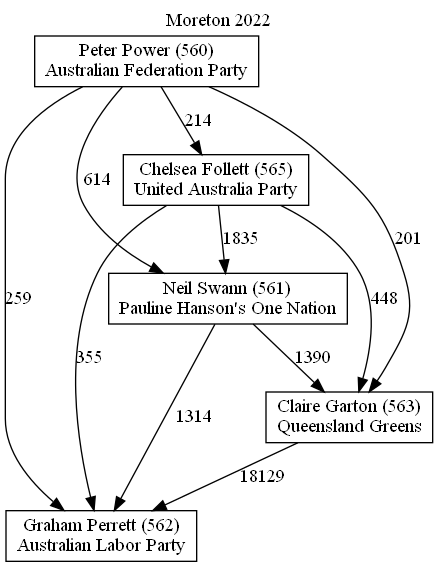 Moreton 2022
Peter Power (560)
Australian Federation Party
214
Chelsea Follett (565)
United Australia Party
614
1835
201
Neil Swann (561)
Pauline Hanson's One Nation
259
448
355
1390
Claire Garton (563)
Queensland Greens
1314
18129
Graham Perrett (562)
Australian Labor Party